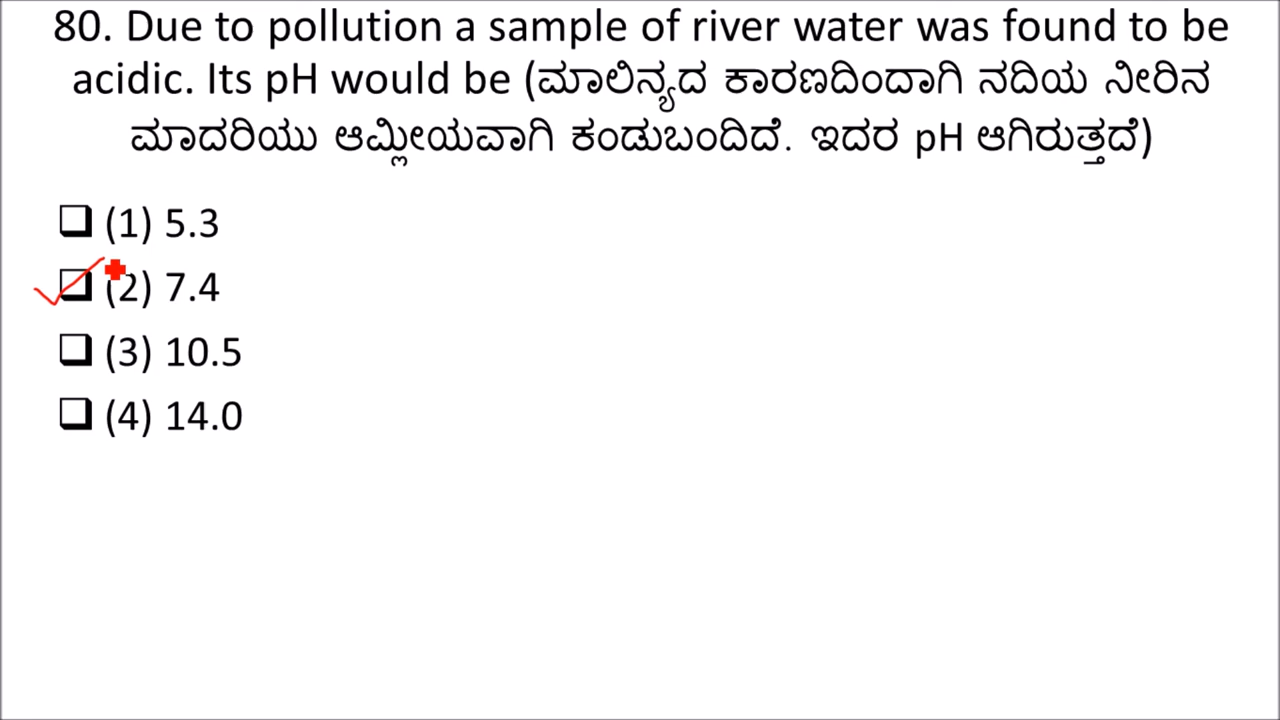 80. Due to pollution a sample of river water was found to be
acidic. Its pH would be (ಮಾಲಿನ್ಯದ ಕಾರಣದಿಂದಾಗಿ ನದಿಯ ನೀರಿನ
ಮಾದರಿಯು ಆಮ್ಲೀಯವಾಗಿ ಕಂಡುಬಂದಿದೆ. ಇದರ pH ಆಗಿರುತ್ತದೆ)
(1) 5.3
(2) 7.4
(3) 10.5
(4) 14.0